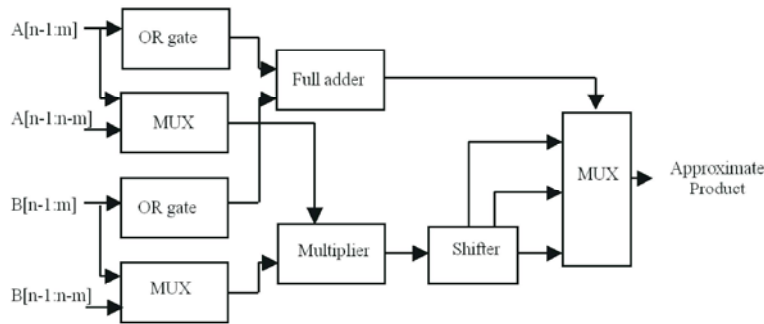 A[n-1:m]
OR gate
Full adder
A[n-1:n-m]
MUX
MUX
Approximate
Product
B[n-1:m]
OR gate
Multiplier
Shifter
B[n-1:n-m]
MUX